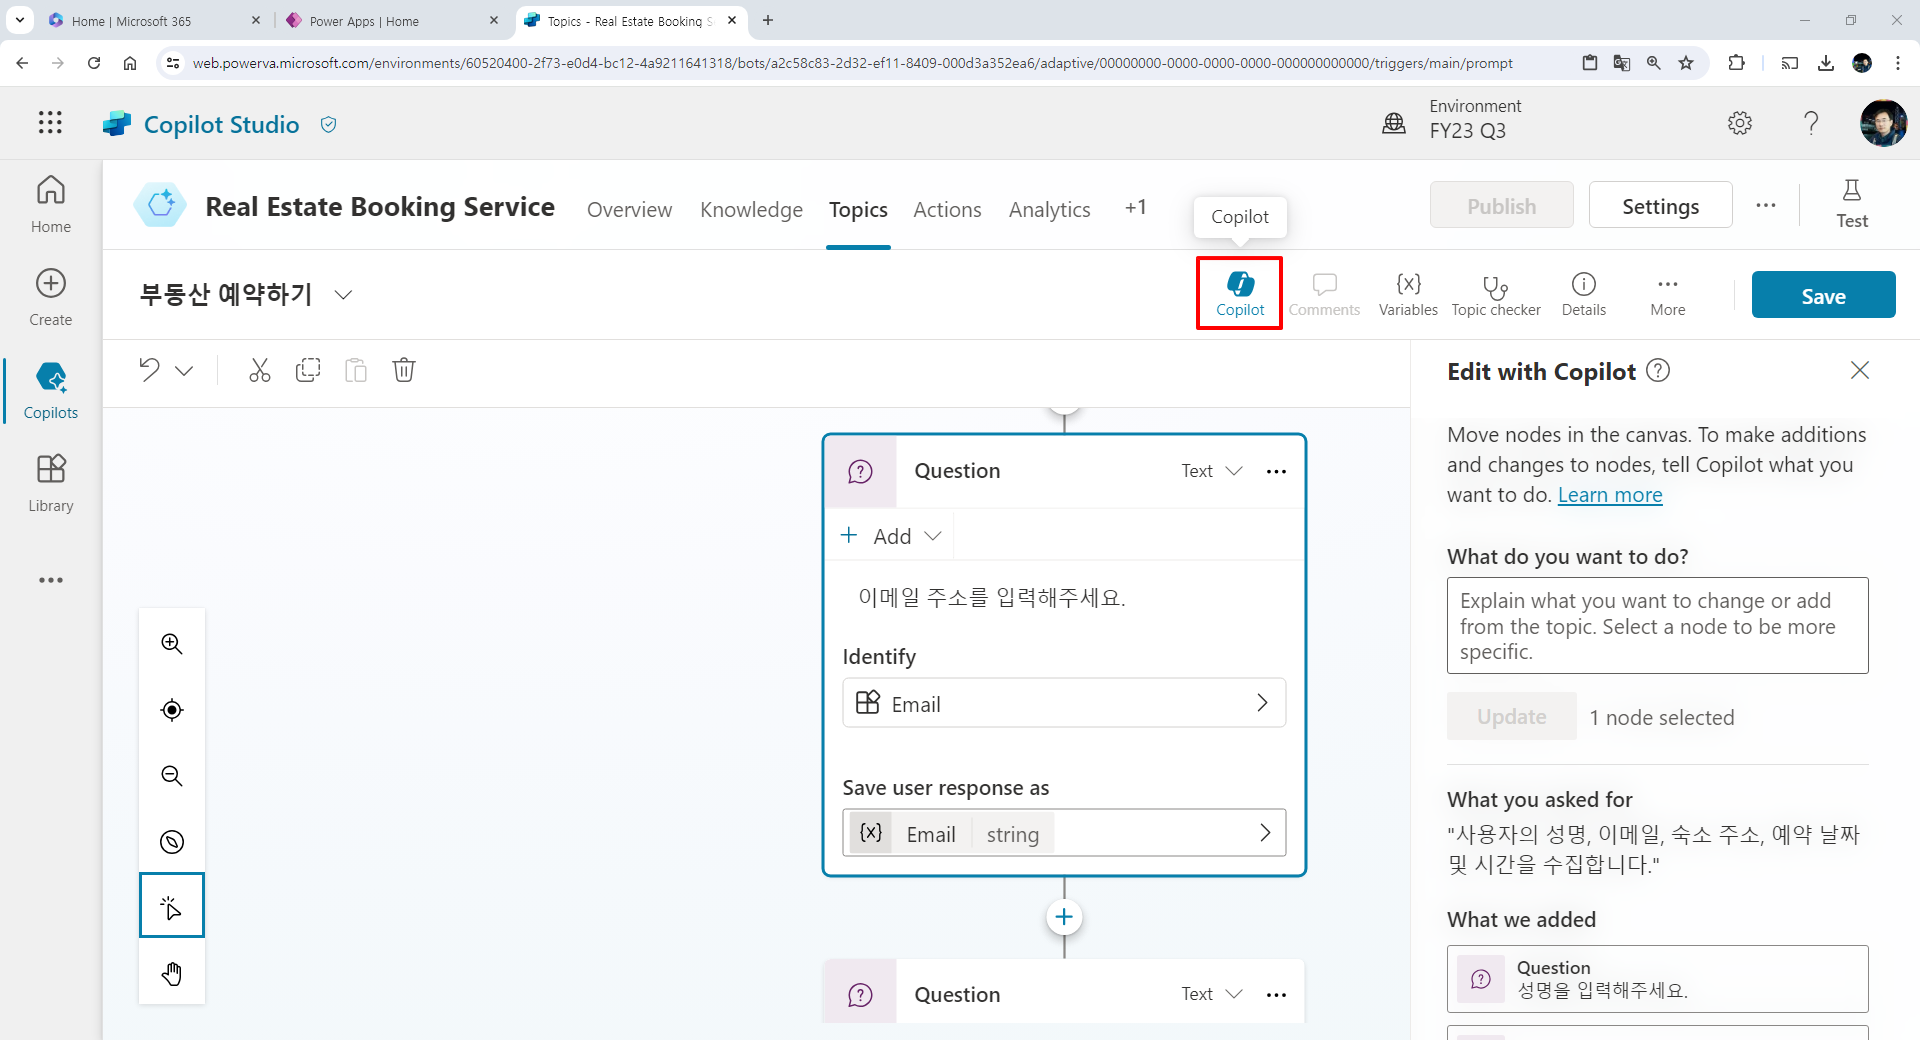 Home | Microsoft 365
Power Apps | Home
Topics - Real Estate Booking S
web.powerva.microsoft.com/environments/60520400-2f73-e0d4-bc12-4a9211641318/bots/a2c58c83-2d32-ef11-8409-000d3a352ea6/adaptive/00000000-0000-0000-0000-000000000000/triggers/main/prompt
Copilot Studio
Environment
FY23 Q3
Home
Create
Copilots
Library
Real Estate Booking Service
Overview
Knowledge
Topics
Actions
Analytics
+1
Copilot
Publish
Settings
Test
부동산 예약하기
Copilot
Comments
Variables
Topic checker
Details
More
Save
Question
Text
Add
이메일 주소를 입력해주세요.
Identify
Email
Save user response as
{x} Email string
Question
Text
Edit with Copilot
Move nodes in the canvas. To make additions
and changes to nodes, tell Copilot what you
want to do. Learn more
What do you want to do?
Explain what you want to change or add
from the topic. Select a node to be more
specific.
Update
1 node selected
What you asked for
"사용자의 성명, 이메일, 숙소 주소, 예약 날짜
및 시간을 수집합니다."
What we added
Question
성명을 입력해주세요.